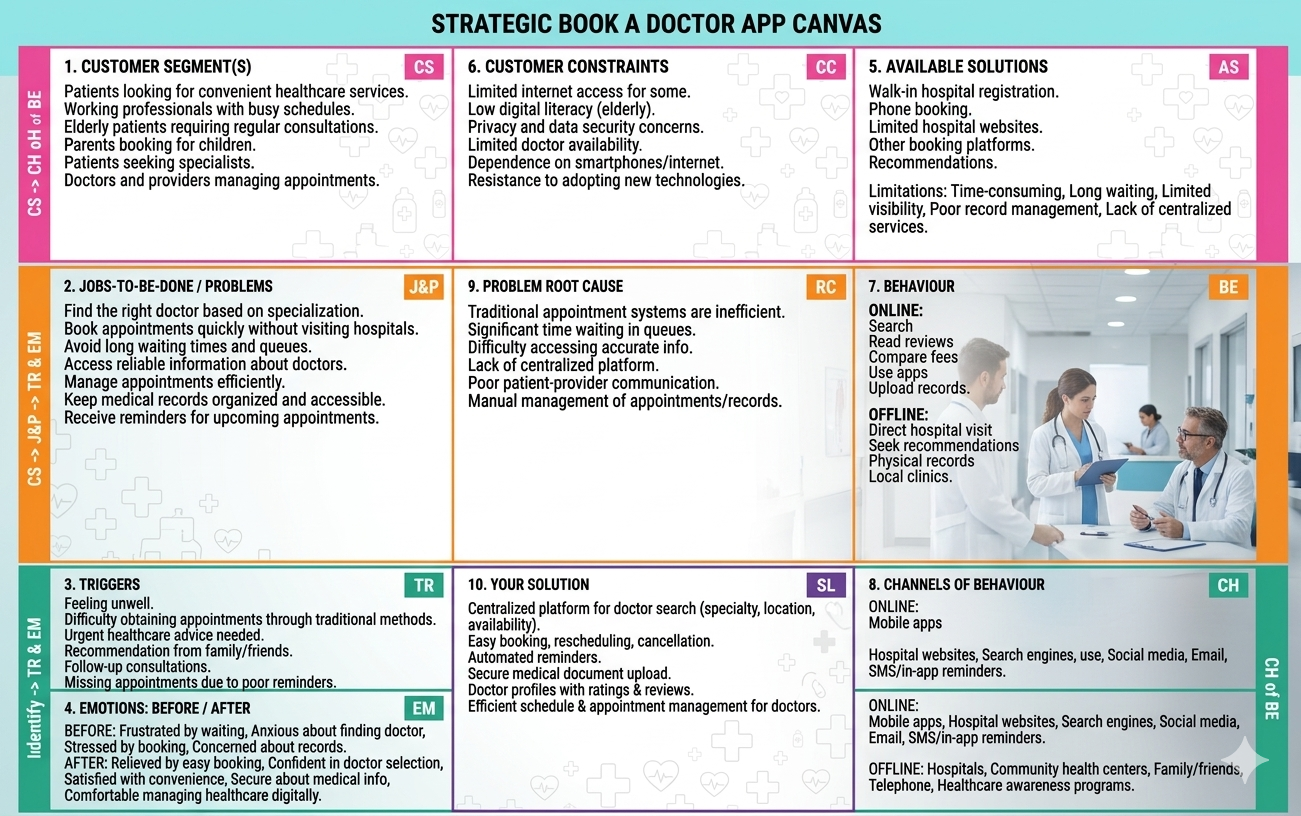 STRATEGIC BOOK A DOCTOR APP CANVAS
CS -> CH oH of BE
1. CUSTOMER SEGMENT(S)
CS
Patients looking for convenient healthcare services.
Working professionals with busy schedules.
Elderly patients requiring regular consultations.
Parents booking for children.
Patients seeking specialists.
Doctors and providers managing appointments.
6. CUSTOMER CONSTRAINTS
CC
Limited internet access for some.
Low digital literacy (elderly).
Privacy and data security concerns.
Limited doctor availability.
Dependence on smartphones/internet.
Resistance to adopting new technologies.
5. AVAILABLE SOLUTIONS
AS
Walk-in hospital registration.
Phone booking.
Limited hospital websites.
Other booking platforms.
Recommendations.
Limitations: Time-consuming, Long waiting, Limited
visibility, Poor record management, Lack of centralized
services.
CS -> J&P -> TR & EM
2. JOBS-TO-BE-DONE / PROBLEMS
J&P
Find the right doctor based on specialization.
Book appointments quickly without visiting hospitals.
Avoid long waiting times and queues.
Access reliable information about doctors.
Manage appointments efficiently.
Keep medical records organized and accessible.
Receive reminders for upcoming appointments.
9. PROBLEM ROOT CAUSE
RC
Traditional appointment systems are inefficient.
Significant time waiting in queues.
Difficulty accessing accurate info.
Lack of centralized platform.
Poor patient-provider communication.
Manual management of appointments/records.
7. BEHAVIOUR
BE
ONLINE:
Search
Read reviews
Compare fees
Use apps
Upload records.
OFFLINE:
Direct hospital visit
Seek recommendations
Physical records
Local clinics.
Iidentify -> TR & EM
3. TRIGGERS
TR
Feeling unwell.
Difficulty obtaining appointments through traditional methods.
Urgent healthcare advice needed.
Recommendation from family/friends.
Follow-up consultations.
Missing appointments due to poor reminders.
4. EMOTIONS: BEFORE / AFTER
EM
BEFORE: Frustrated by waiting, Anxious about finding doctor,
Stressed by booking, Concerned about records.
AFTER: Relieved by easy booking, Confident in doctor selection,
Satisfied with convenience, Secure about medical info,
Comfortable managing healthcare digitally.
10. YOUR SOLUTION
SL
Centralized platform for doctor search (specialty, location,
availability).
Easy booking, rescheduling, cancellation.
Automated reminders.
Secure medical document upload.
Doctor profiles with ratings & reviews.
Efficient schedule & appointment management for doctors.
8. CHANNELS OF BEHAVIOUR
CH
ONLINE:
Mobile apps
Hospital websites, Search engines, use, Social media, Email,
SMS/in-app reminders.
ONLINE:
Mobile apps, Hospital websites, Search engines, Social media,
Email, SMS/in-app reminders.
OFFLINE: Hospitals, Community health centers, Family/friends,
Telephone, Healthcare awareness programs.
CH of BE